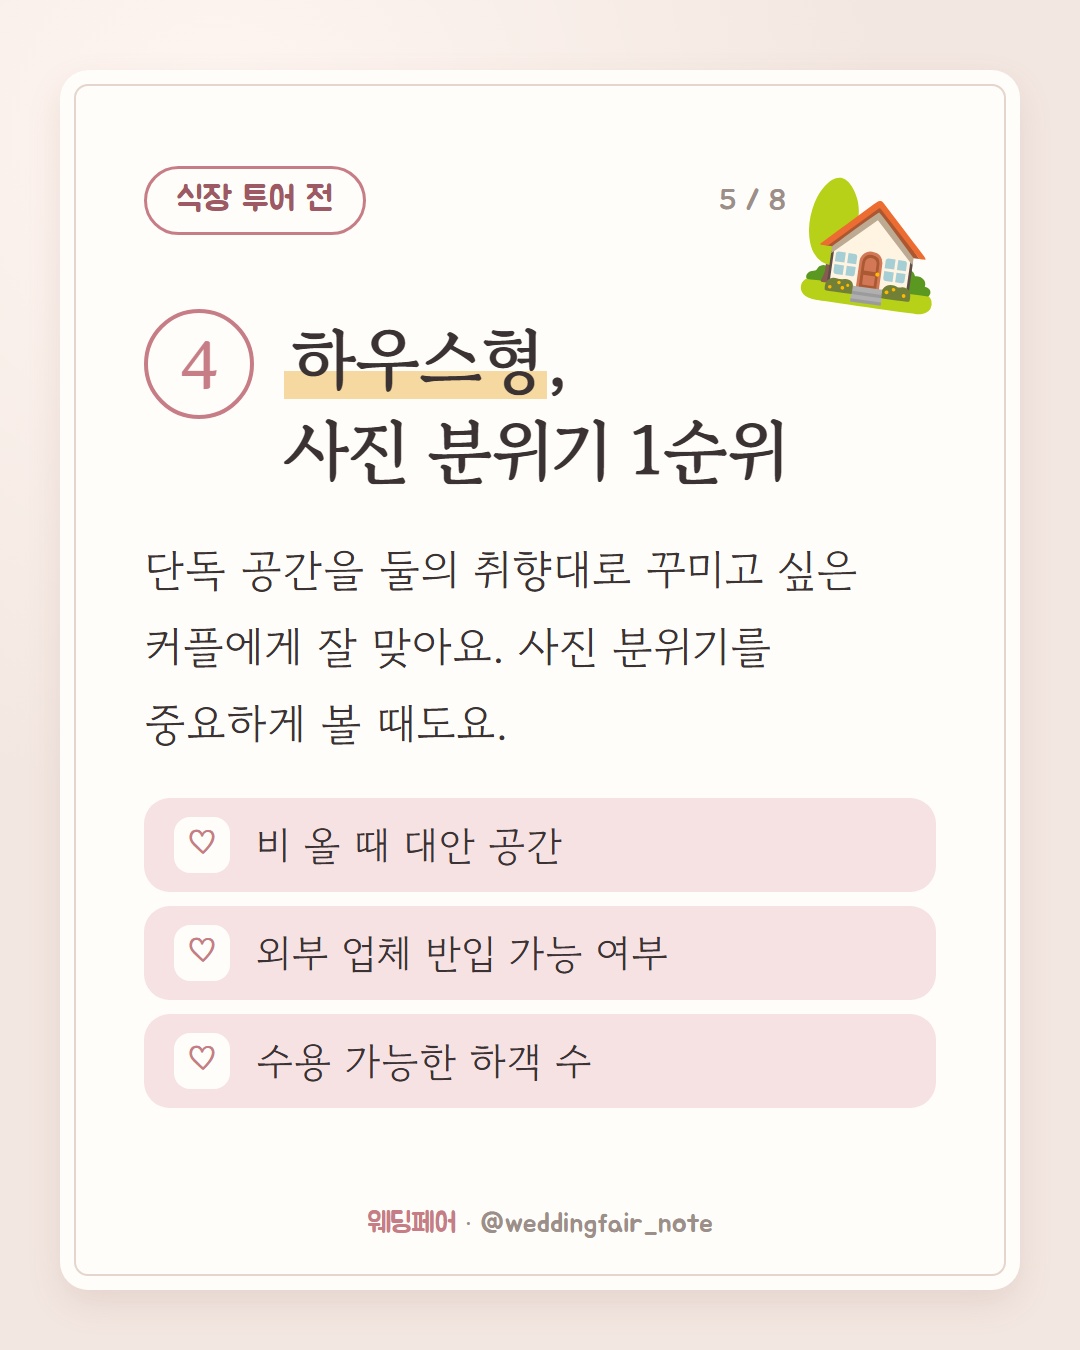 식장 투어 전
5 / 8
4
하우스형,
사진 분위기 1순위
단독 공간을 둘의 취향대로 꾸미고 싶은
커플에게 잘 맞아요. 사진 분위기를
중요하게 볼 때도요.
♡ 비 올 때 대안 공간
♡ 외부 업체 반입 가능 여부
♡ 수용 가능한 하객 수
웨딩페어 · @weddingfair_note